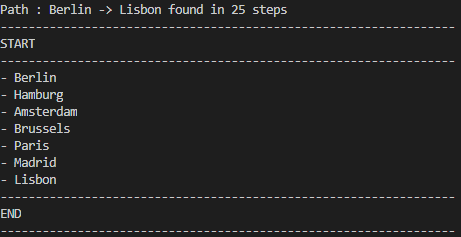 Path : Berlin -> Lisbon found in 25 steps
-----------------------------------------------------------------
START
-----------------------------------------------------------------
- Berlin
- Hamburg
- Amsterdam
- Brussels
- Paris
- Madrid
- Lisbon
-----------------------------------------------------------------
END
-----------------------------------------------------------------